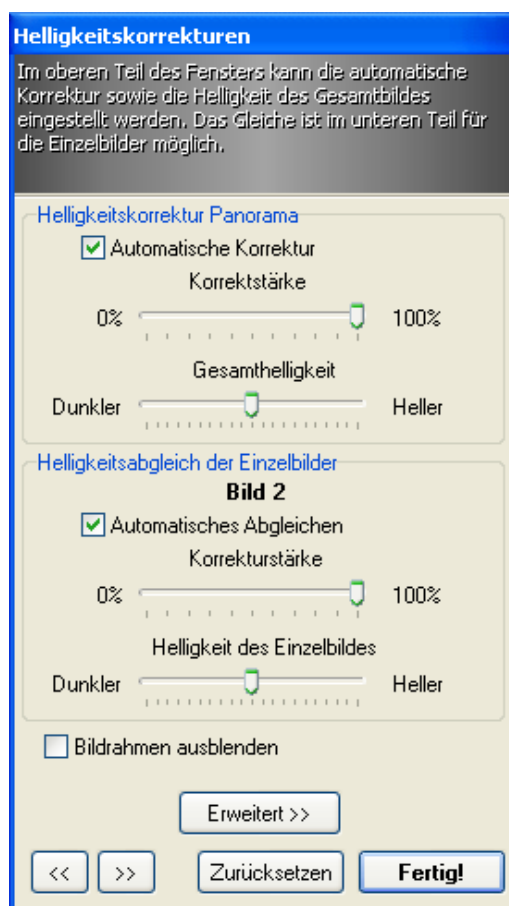 Helligkeitskorrekturen
Im oberen Teil des Fensters kann die automatische
Korrektur sowie die Helligkeit des Gesamtbildes
eingestellt werden. Das Gleiche ist im unteren Teil für
die Einzelbilder möglich.
Helligkeitskorrektur Panorama
Automatische Korrektur
Korrektstärke
0% 100%
Gesamthelligkeit
Dunkler Heller
Helligkeitsabgleich der Einzelbilder
Bild 2
Automatisches Abgleichen
Korrekturstärke
0% 100%
Helligkeit des Einzelbildes
Dunkler Heller
Bildrahmen ausblenden
Erweitert >>
<< >> Zurücksetzen Fertig!